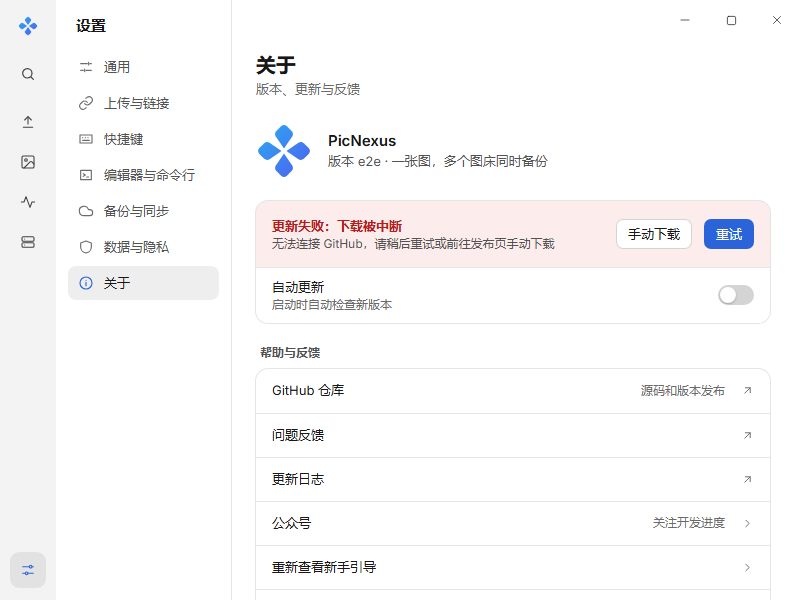 设置
通用
上传与链接
快捷键
编辑器与命令行
备份与同步
数据与隐私
关于
关于
版本、更新与反馈
PicNexus
版本 e2e · 一张图，多个图床同时备份
更新失败：下载被中断
无法连接 GitHub，请稍后重试或前往发布页手动下载
手动下载
重试
自动更新
启动时自动检查新版本
帮助与反馈
GitHub 仓库
源码和版本发布
问题反馈
更新日志
公众号
关注开发进度
重新查看新手引导